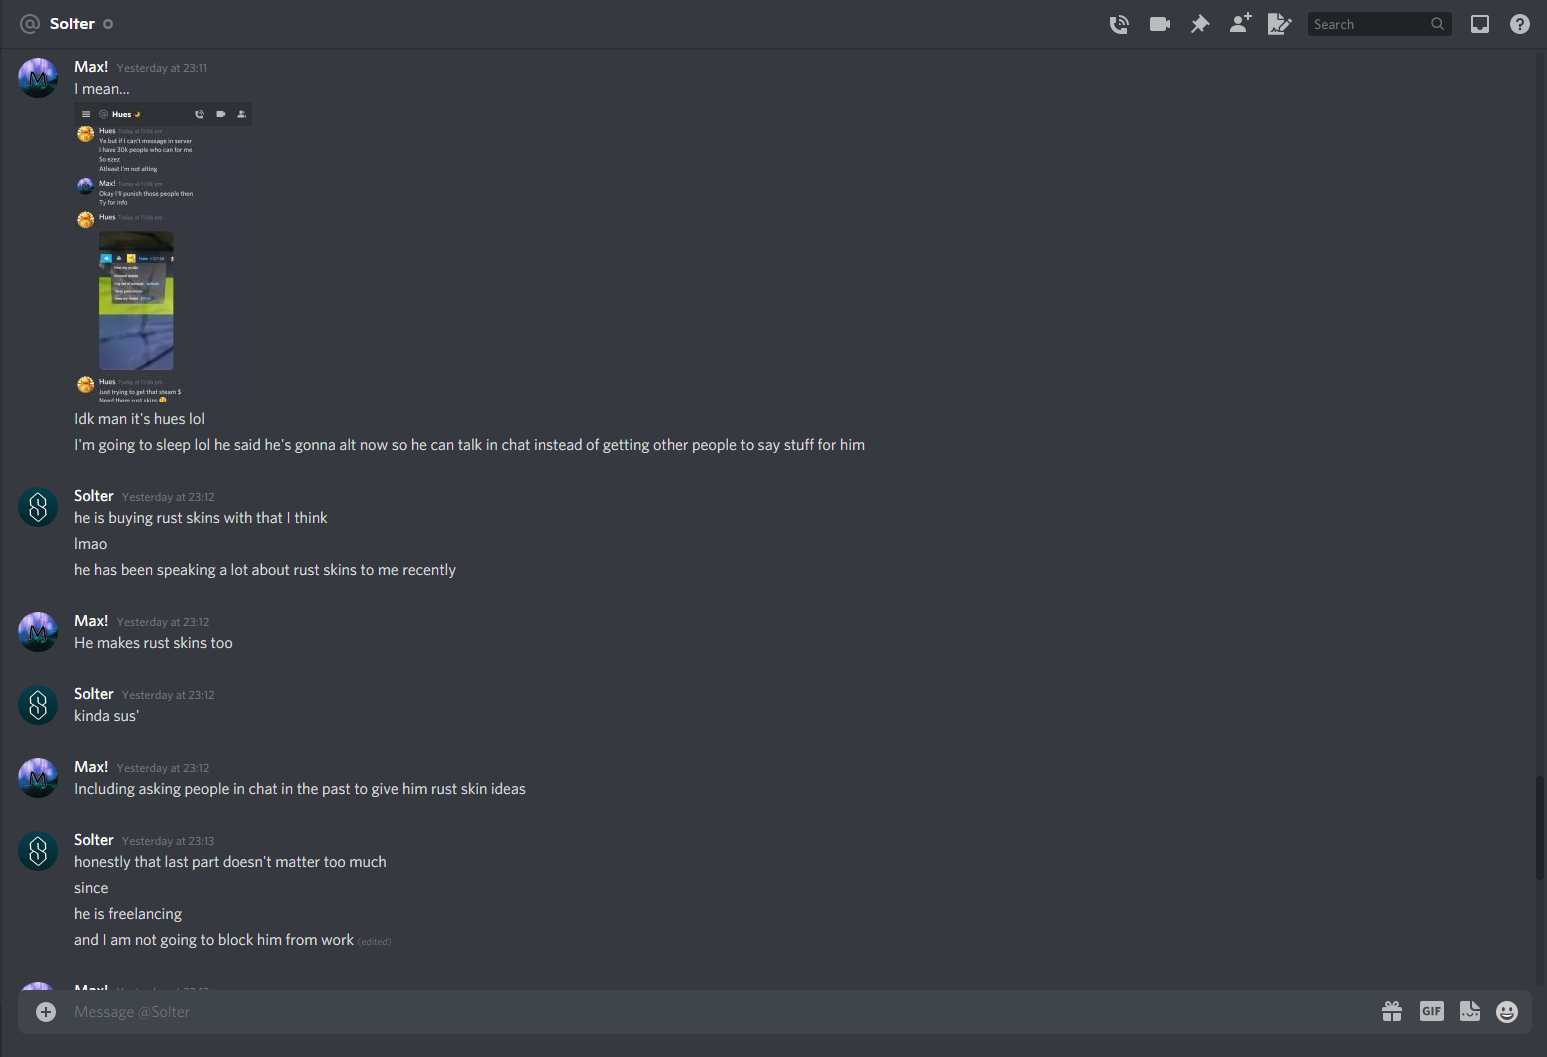 Solter
Search
Max! Yesterday at 23:11
I mean...
Hues
Hues Today at 11:06 pm
Ye but if I can't message in server
I have 30k people who can for me
So ezez
Atleast I'm not alting
Max! Today at 11:06 pm
Okay I'll punish those people then
Ty for info
Hues Today at 11:06 pm
View my profile
Account details
Hues Today at 11:06 pm
Just trying to get that steam $
Need them rust skins
Idk man it's hues lol
I'm going to sleep lol he said he's gonna alt now so he can talk in chat instead of getting other people to say stuff for him
Solter Yesterday at 23:12
he is buying rust skins with that I think
lmao
he has been speaking a lot about rust skins to me recently
Max! Yesterday at 23:12
He makes rust skins too
Solter Yesterday at 23:12
kinda sus'
Max! Yesterday at 23:12
Including asking people in chat in the past to give him rust skin ideas
Solter Yesterday at 23:13
honestly that last part doesn't matter too much
since
he is freelancing
and I am not going to block him from work (edited)
Max! Yesterday at 23:13
Message @Solter
GIF